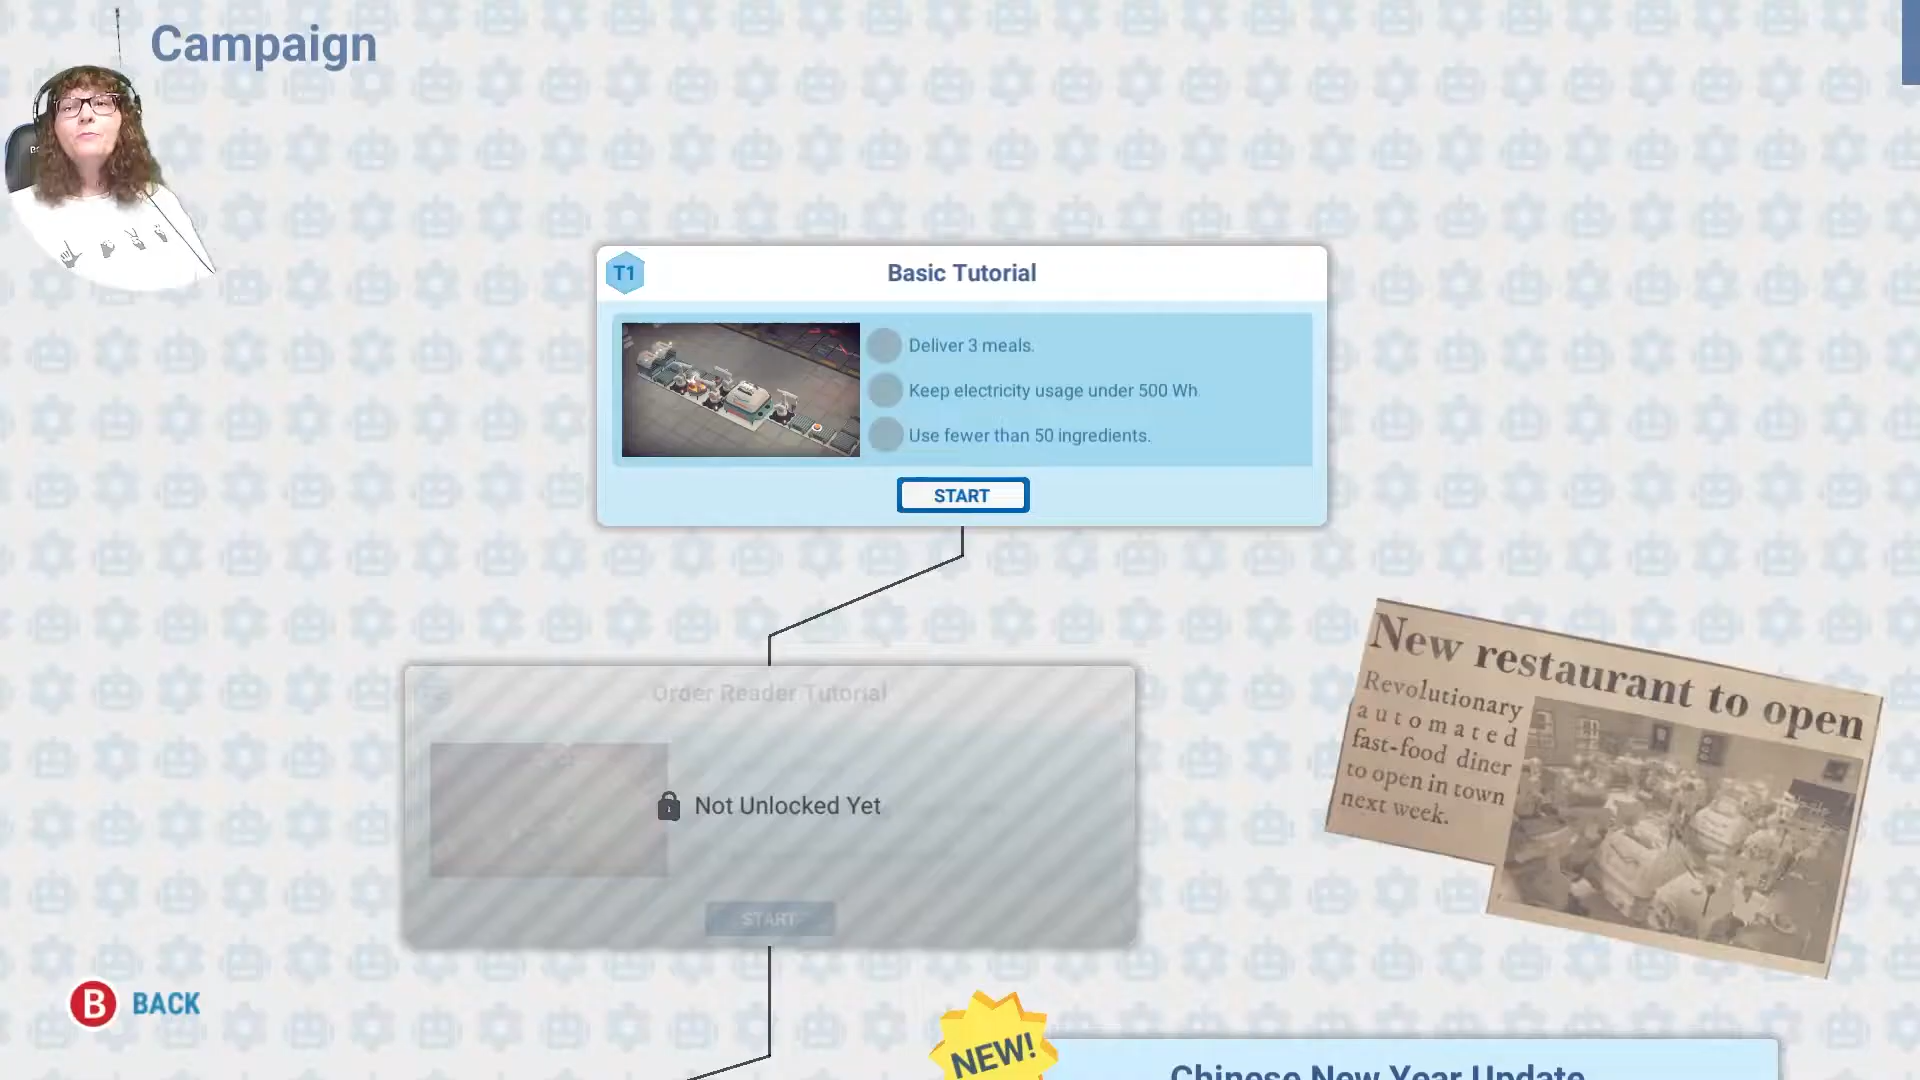 Campaign
T1
Basic Tutorial
Deliver 3 meals.
Keep electricity usage under 500 Wh
Use fewer than 50 ingredients.
START
Order Reader Tutorial
Not Unlocked Yet
START
New restaurant to open
Revolutionary
automated
fast-food diner
to open in town
next week.
B BACK
NEW!
Chinese New Year Update